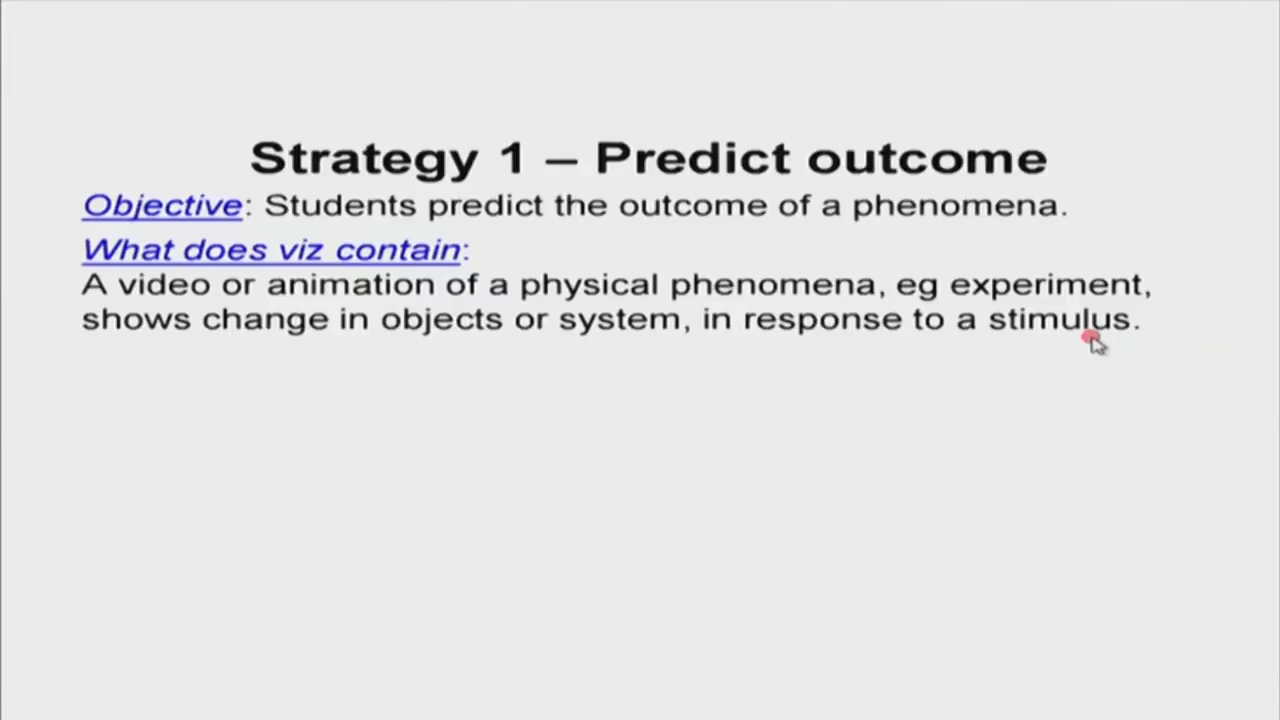 Strategy 1 – Predict outcome
Objective: Students predict the outcome of a phenomena.
What does viz contain:
A video or animation of a physical phenomena, eg experiment,
shows change in objects or system, in response to a stimulus.